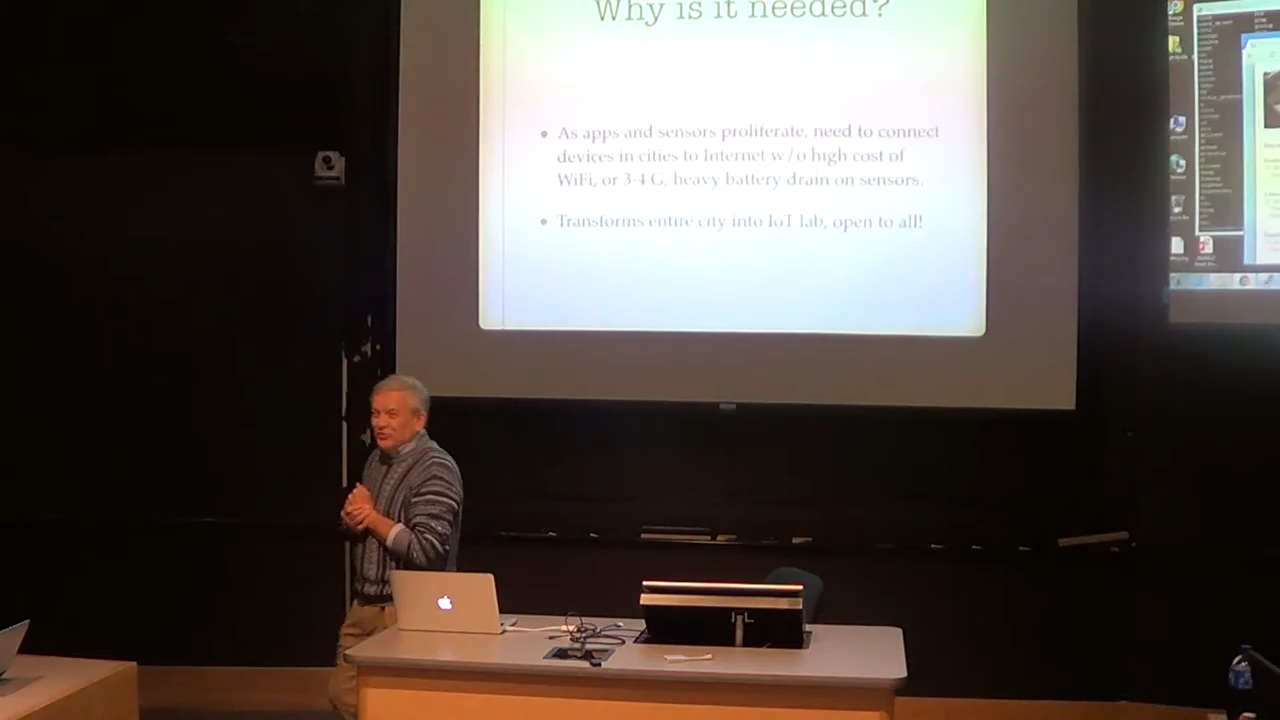 Why is it needed?
• As apps and sensors proliferate, need to connect
devices in cities to Internet w/o high cost of
WiFi, or 3-4 G, heavy battery drain on sensors.
• Transforms entire city into IoT lab, open to all!